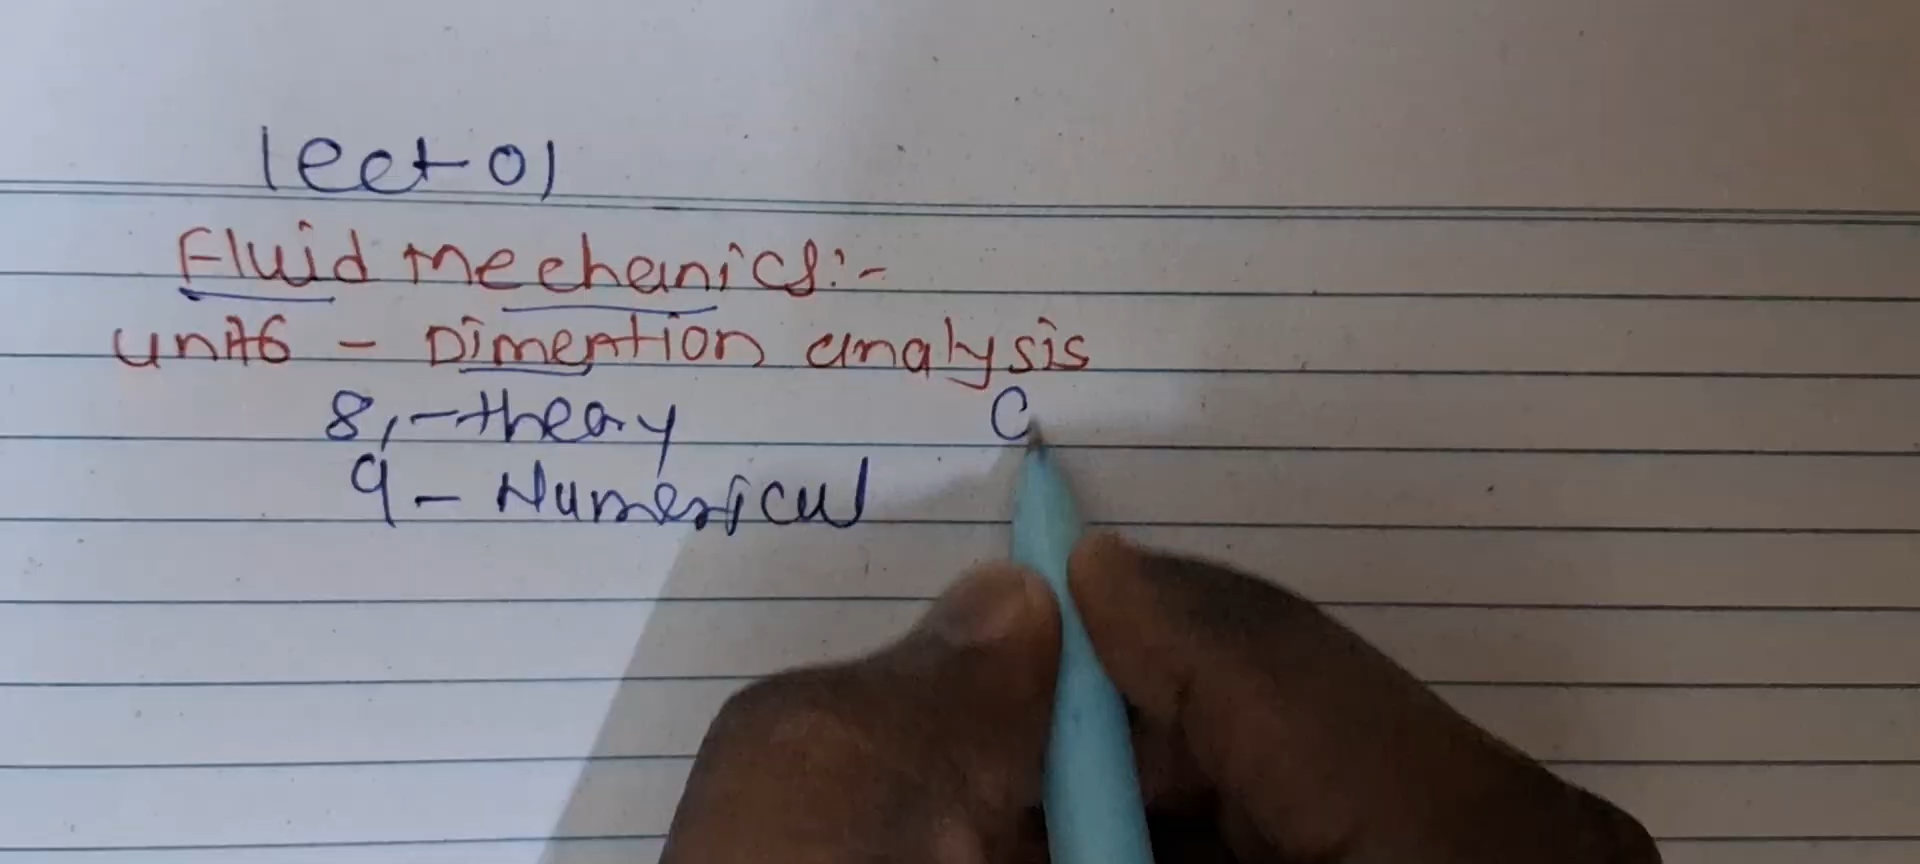 lect-01
Fluid mechanics:-
unit6 - Dimention analysis
8,-theory C
9 - Numerical